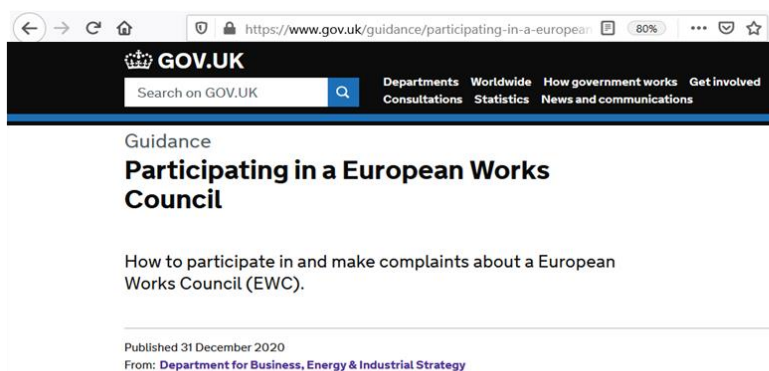 https://www.gov.uk/guidance/participating-in-a-european
80%
GOV.UK
Search on GOV.UK
Departments Worldwide How government works Get involved
Consultations Statistics News and communications
Guidance
Participating in a European Works
Council
How to participate in and make complaints about a European
Works Council (EWC).
Published 31 December 2020
From: Department for Business, Energy & Industrial Strategy